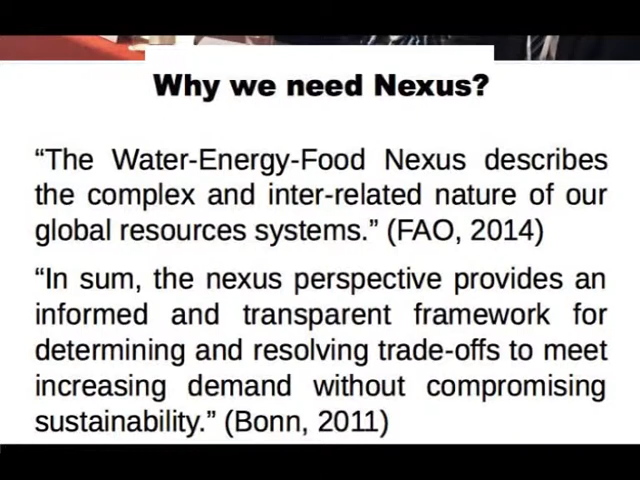 Why we need Nexus?
“The Water-Energy-Food Nexus describes
the complex and inter-related nature of our
global resources systems.” (FAO, 2014)
“In sum, the nexus perspective provides an
informed and transparent framework for
determining and resolving trade-offs to meet
increasing demand without compromising
sustainability.” (Bonn, 2011)